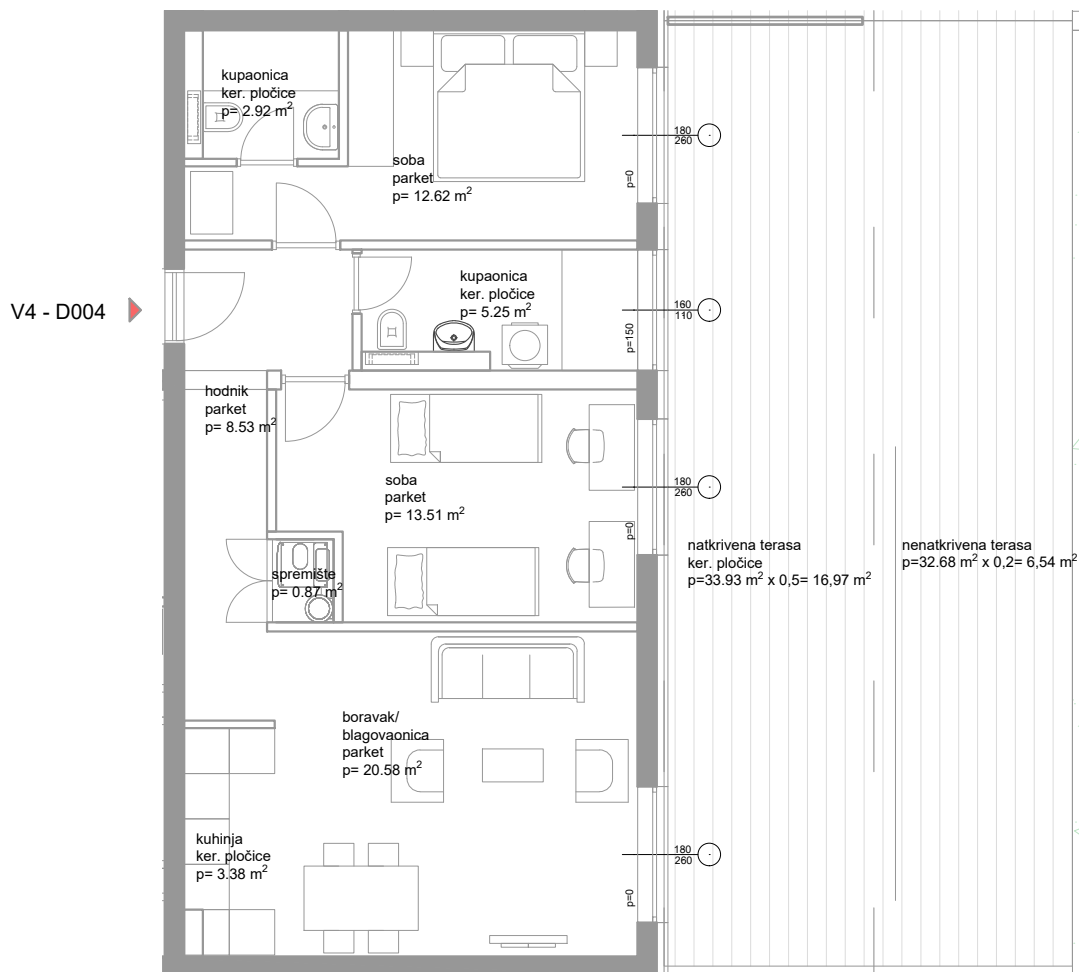 kupaonica
ker. pločice
p= 2.92 m²
soba
parket
p= 12.62 m²
180
260
p=0
V4 - D004
kupaonica
ker. pločice
p= 5.25 m²
160
110
p=150
hodnik
parket
p= 8.53 m²
soba
parket
p= 13.51 m²
180
260
p=0
spremište
p= 0.87 m²
natkrivena terasa
ker. pločice
p=33.93 m² x 0,5= 16,97 m²
nenatkrivena terasa
p=32.68 m² x 0,2= 6,54 m²
boravak/
blagovaonica
parket
p= 20.58 m²
kuhinja
ker. pločice
p= 3.38 m²
180
260
p=0